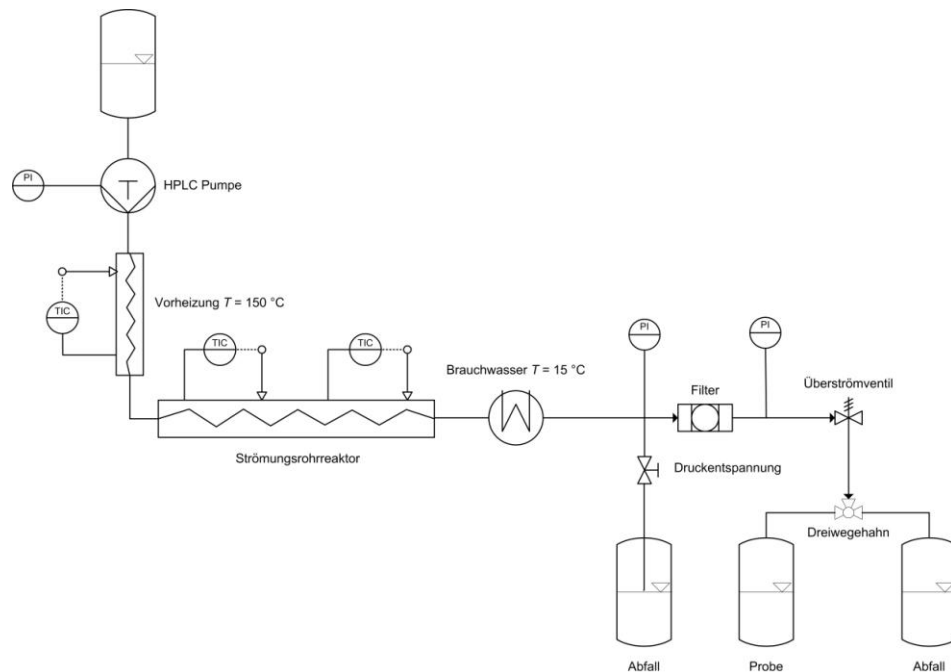 PI
HPLC Pumpe
TIC
Vorheizung T = 150 °C
TIC
TIC
PI
PI
Brauchwasser T = 15 °C
Filter
Überströmventil
Strömungsrohrreaktor
Druckentspannung
Dreiwegehahn
Abfall
Probe
Abfall